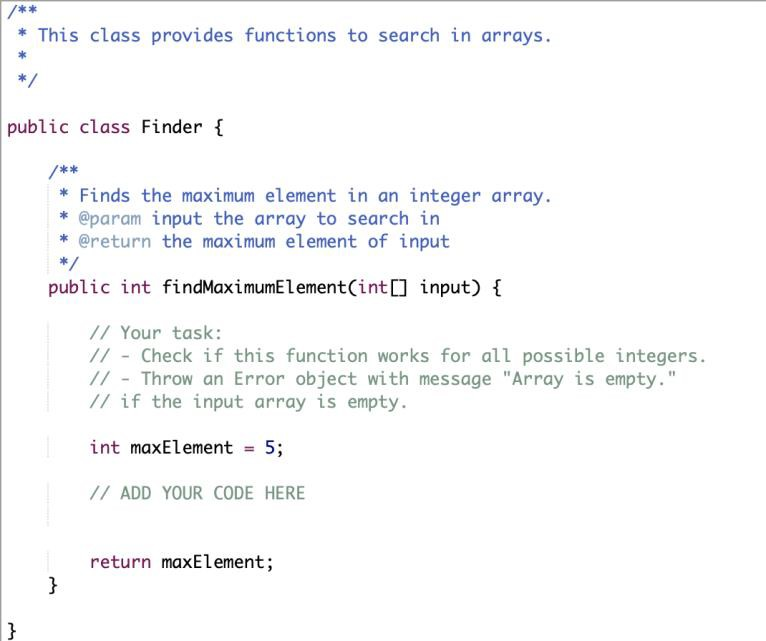 /**
 * This class provides functions to search in arrays.
 *
 */
public class Finder {
    /**
     * Finds the maximum element in an integer array.
     * @param input the array to search in
     * @return the maximum element of input
     */
    public int findMaximumElement(int[] input) {
        // Your task:
        // - Check if this function works for all possible integers.
        // - Throw an Error object with message "Array is empty."
        // if the input array is empty.
        int maxElement = 5;
        // ADD YOUR CODE HERE
        return maxElement;
    }
}